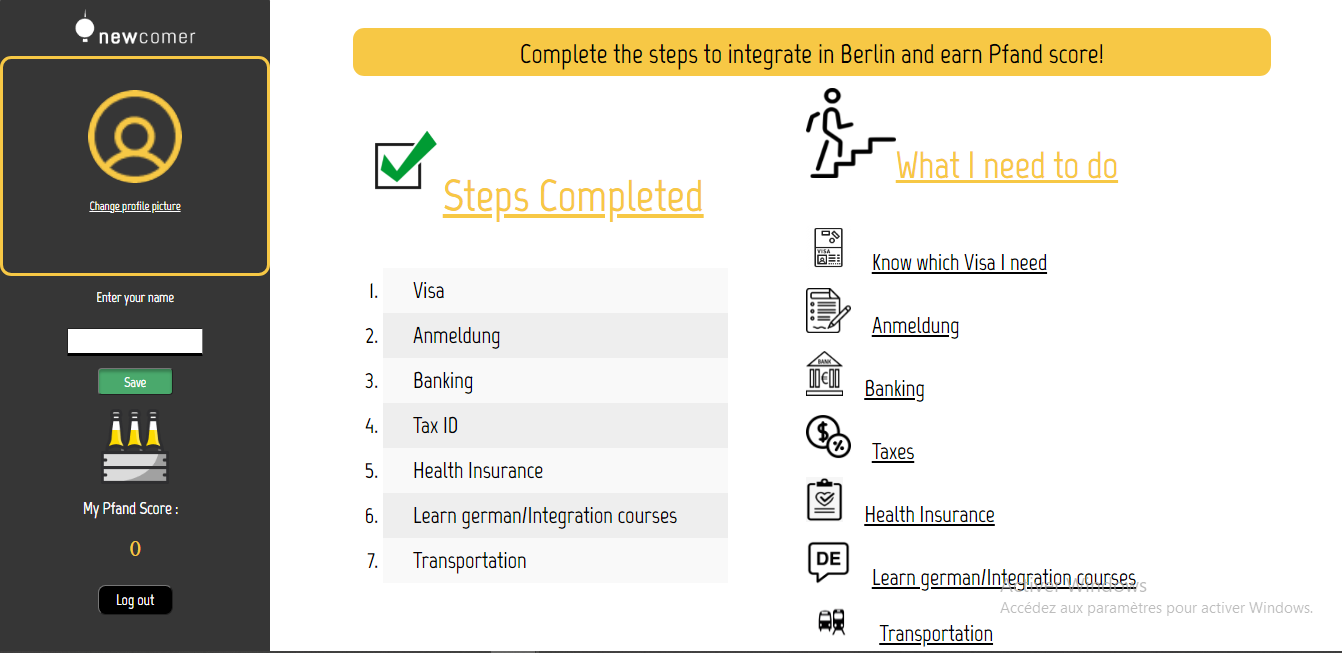 newcomer
Change profile picture
Enter your name
Save
My Pfand Score :
0
Log out
Complete the steps to integrate in Berlin and earn Pfand score!
Steps Completed
1. Visa
2. Anmeldung
3. Banking
4. Tax ID
5. Health Insurance
6. Learn german/Integration courses
7. Transportation
What I need to do
VISA
Know which Visa I need
Anmeldung
BANK
€
Banking
$
%
Taxes
Health Insurance
DE
Learn german/Integration courses
Transportation
Activer Windows
Accédez aux paramètres pour activer Windows.